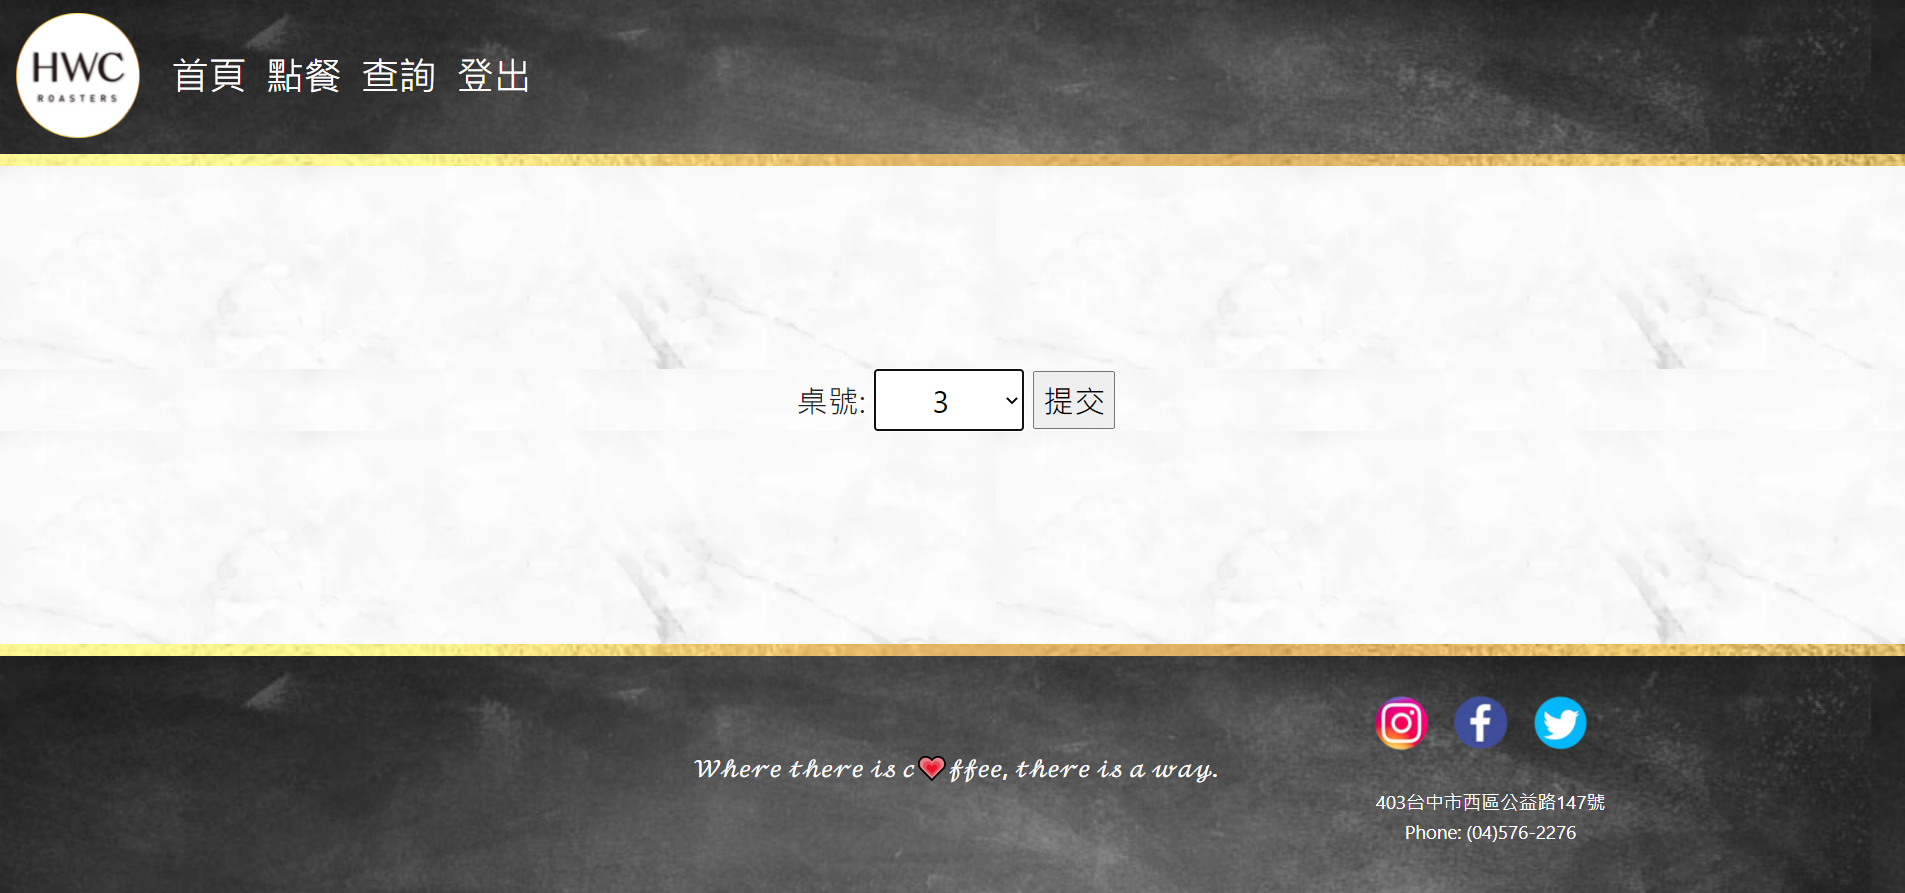 HWC
ROASTERS
首頁 點餐 查詢 登出
桌號: 3 提交
Where there is c❤ffee, there is a way.
403台中市西區公益路147號
Phone: (04)576-2276